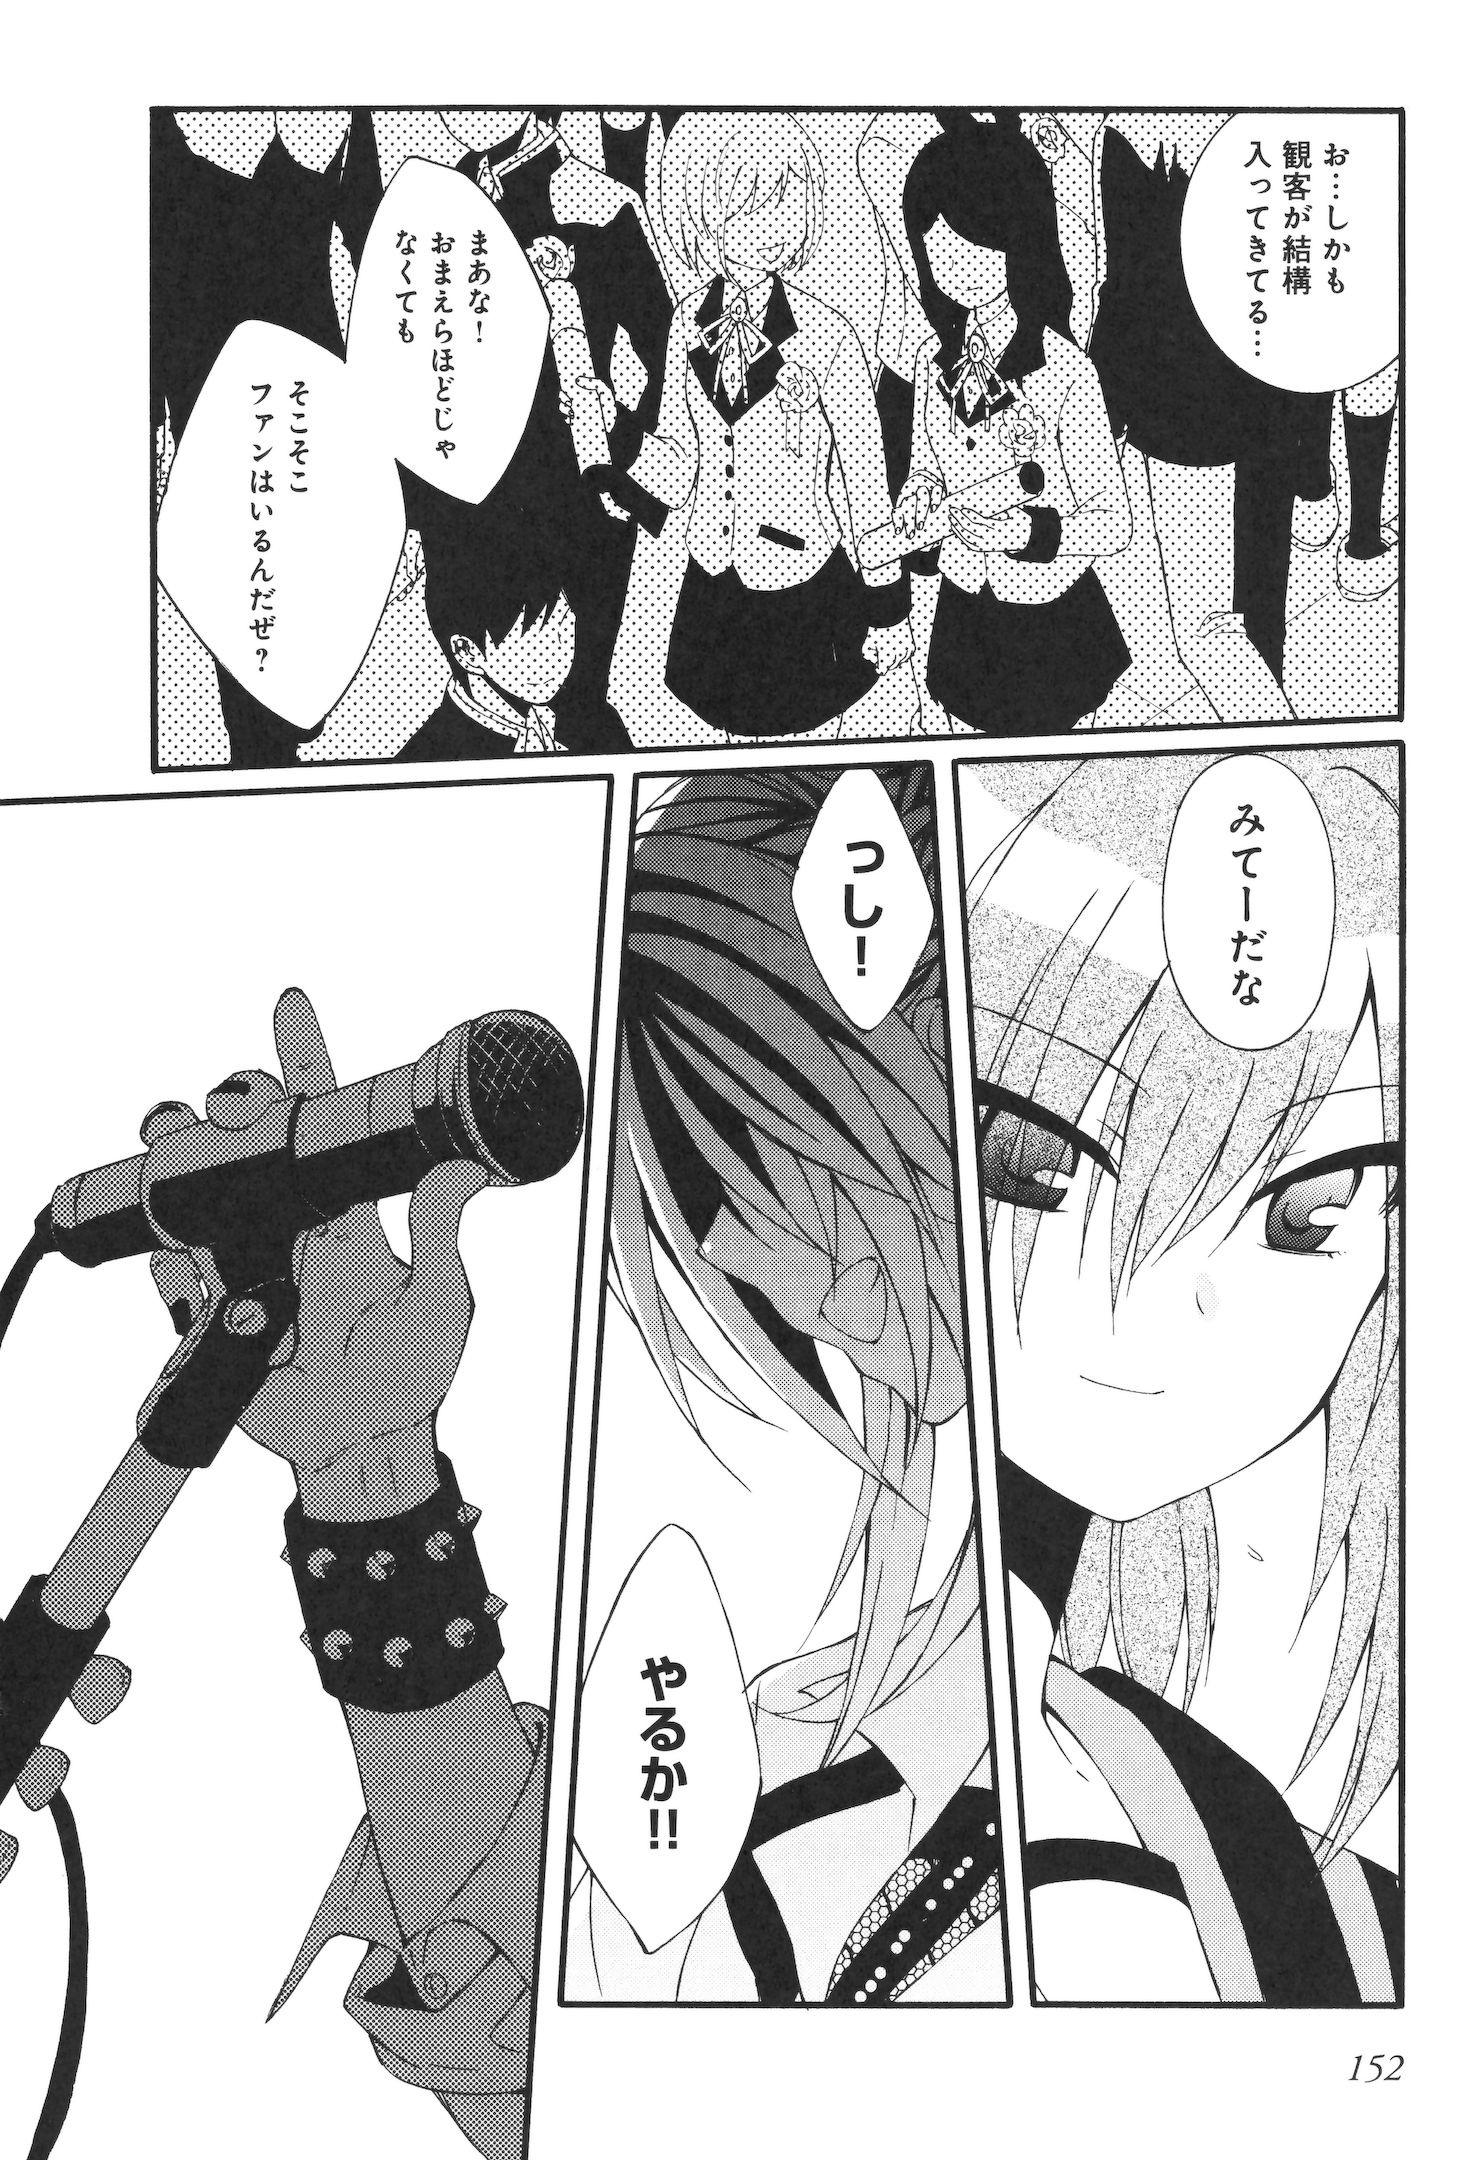 お…しかも
観客が結構
入ってきてる…
まあな！
おまえらほどじゃ
なくても
そこそこ
ファンはいるんだぜ？
みてーだな
っし！
やるか!!
152